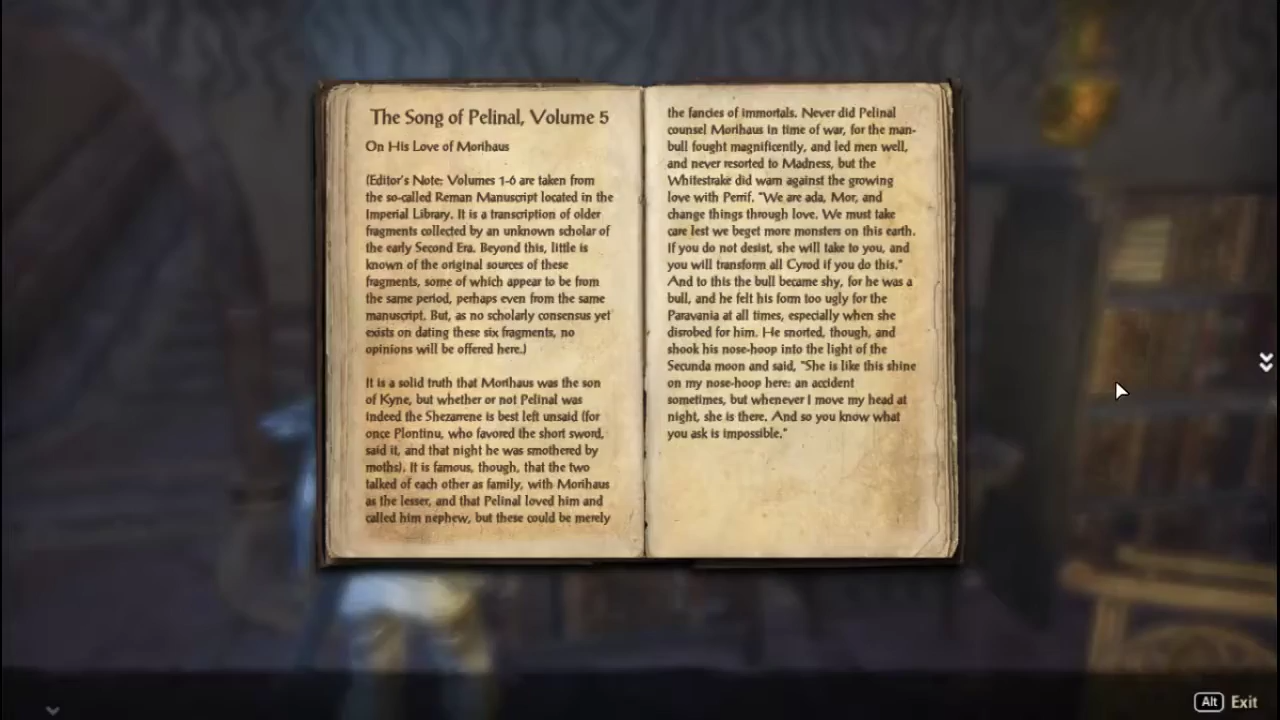 The Song of Pelinal, Volume 5
On His Love of Morihaus
(Editor's Note: Volumes 1-6 are taken from
the so-called Reman Manuscript located in the
Imperial Library. It is a transcription of older
fragments collected by an unknown scholar of
the early Second Era. Beyond this, little is
known of the original sources of these
fragments, some of which appear to be from
the same period, perhaps even from the same
manuscript. But, as no scholarly consensus yet
exists on dating these six fragments, no
opinions will be offered here.)
It is a solid truth that Morihaus was the son
of Kyne, but whether or not Pelinal was
indeed the Shezarrene is best left unsaid (for
once Plontinu, who favored the short sword,
said it, and that night he was smothered by
moths). It is famous, though, that the two
talked of each other as family, with Morihaus
as the lesser, and that Pelinal loved him and
called him nephew, but these could be merely
the fancies of immortals. Never did Pelinal
counsel Morihaus in time of war, for the man-
bull fought magnificently, and led men well,
and never resorted to Madness, but the
Whitestrake did warn against the growing
love with Perrif. "We are ada, Mor, and
change things through love. We must take
care lest we beget more monsters on this earth.
If you do not desist, she will take to you, and
you will transform all Cyrod if you do this."
And to this the bull became shy, for he was a
bull, and he felt his form too ugly for the
Paravania at all times, especially when she
disrobed for him. He snorted, though, and
shook his nose-hoop into the light of the
Secunda moon and said, "She is like this shine
on my nose-hoop here: an accident
sometimes, but whenever I move my head at
night, she is there. And so you know what
you ask is impossible."
Alt Exit